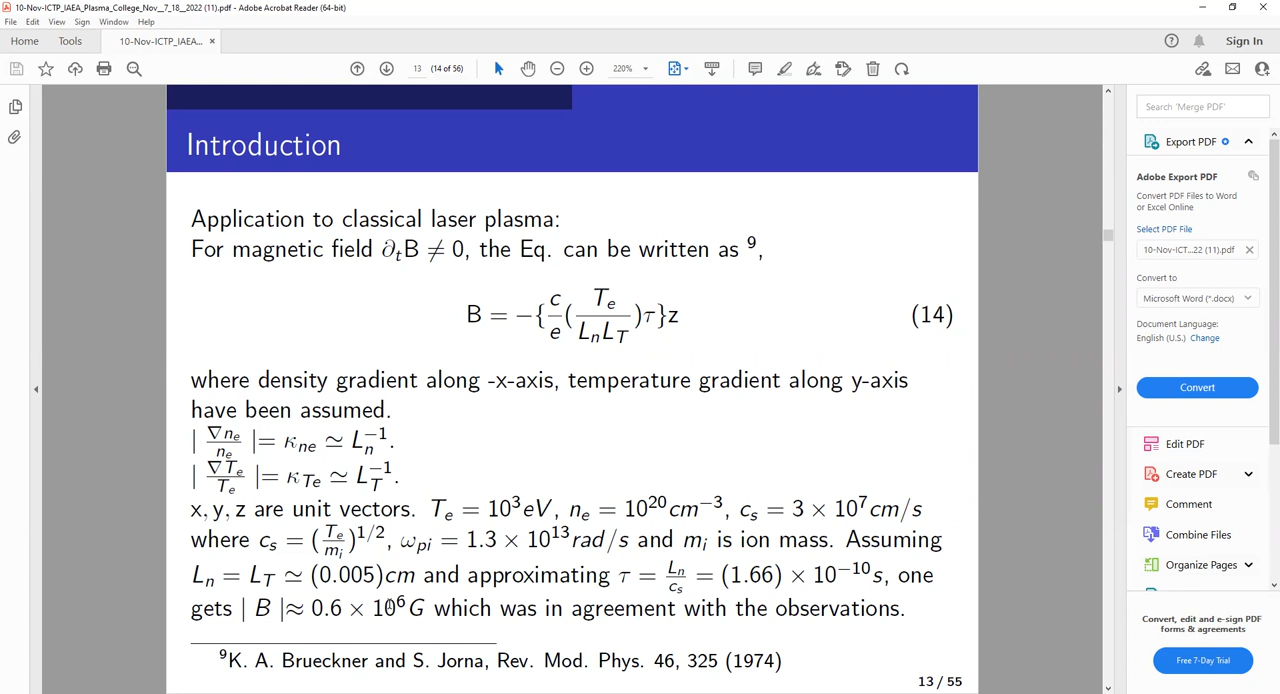 10-Nov-ICTP_IAEA_Plasma_College_Nov__7_18__2022 (11).pdf - Adobe Acrobat Reader (64-bit)
File Edit View Sign Window Help
Home Tools 10-Nov-ICTP_IAEA... × Sign In
13 (14 of 56) 220%
Introduction
Application to classical laser plasma:
For magnetic field ∂ₜB ≠ 0, the Eq. can be written as ⁹,
B = −{c/e(Tₑ/LₙL_T)τ}z (14)
where density gradient along -x-axis, temperature gradient along y-axis
have been assumed.
| ∇nₑ/nₑ |= κₙₑ ≃ Lₙ⁻¹.
| ∇Tₑ/Tₑ |= κ_Tₑ ≃ L_T⁻¹.
x, y, z are unit vectors. Tₑ = 10³eV, nₑ = 10²⁰cm⁻³, cₛ = 3 × 10⁷cm/s
where cₛ = (Tₑ/mᵢ)^1/2, ω_pi = 1.3 × 10¹³rad/s and mᵢ is ion mass. Assuming
Lₙ = L_T ≃ (0.005)cm and approximating τ = Lₙ/cₛ = (1.66) × 10⁻¹⁰s, one
gets | B |≈ 0.6 × 10⁶G which was in agreement with the observations.
⁹K. A. Brueckner and S. Jorna, Rev. Mod. Phys. 46, 325 (1974)
13 / 55
Search 'Merge PDF'
Export PDF
Adobe Export PDF
Convert PDF Files to Word
or Excel Online
Select PDF File
10-Nov-ICT...22 (11).pdf ×
Convert to
Microsoft Word (*.docx)
Document Language:
English (U.S.) Change
Convert
Edit PDF
Create PDF
Comment
Combine Files
Organize Pages
Convert, edit and e-sign PDF
forms & agreements
Free 7-Day Trial